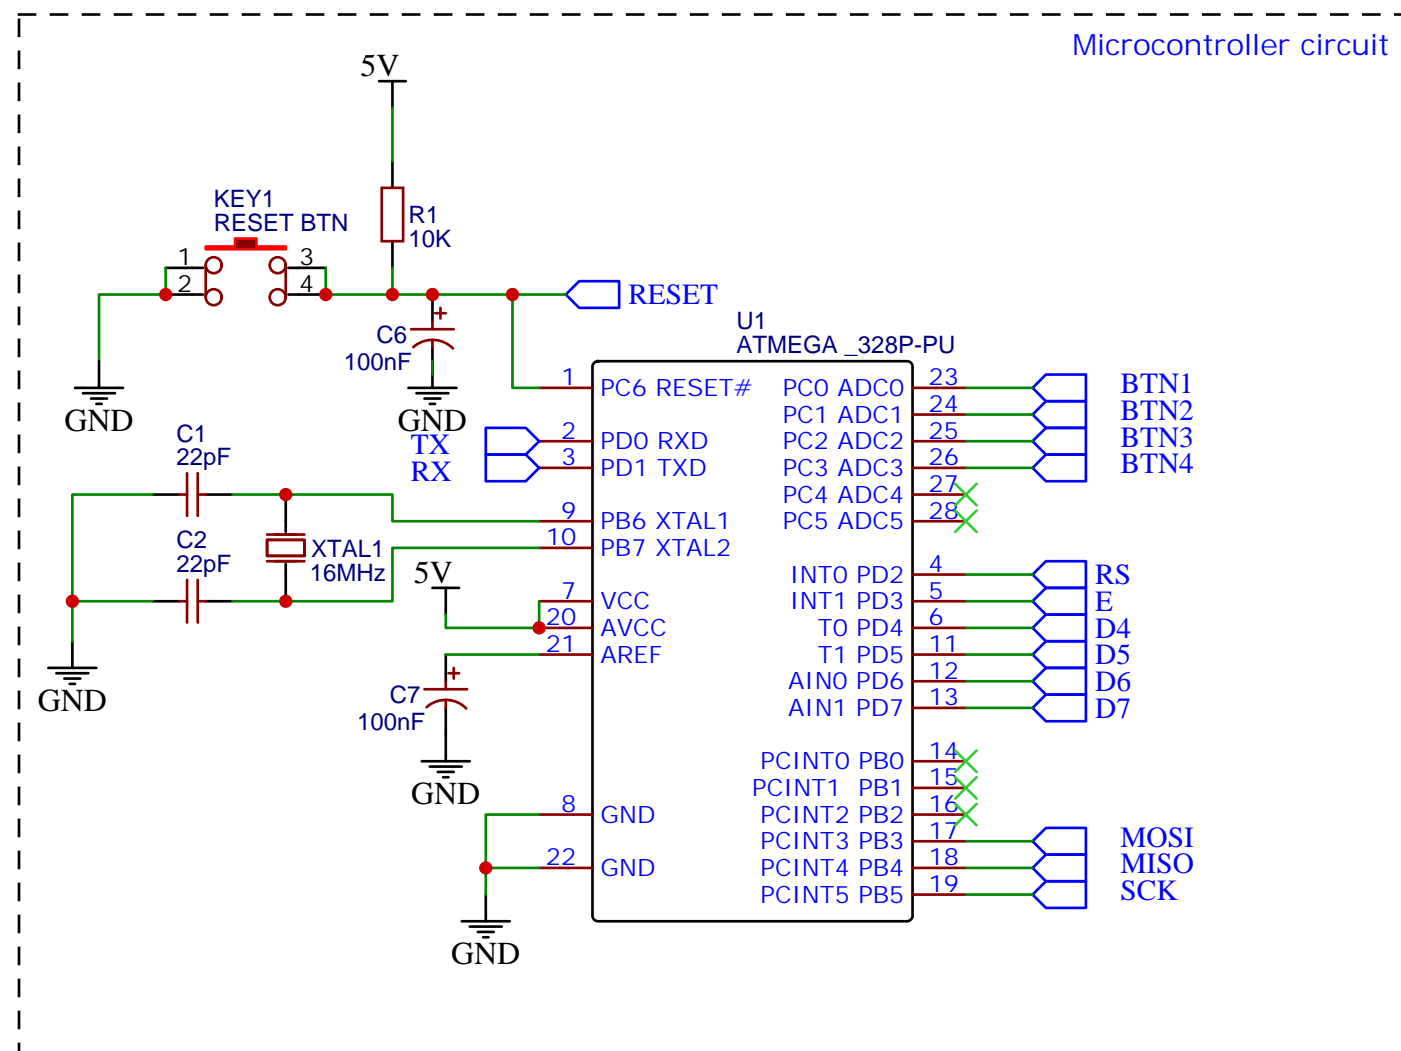 Microcontroller circuit
5V
KEY1
RESET BTN
1
2
3
4
R1
10K
RESET
C6
100nF
+
GND
GND
U1
ATMEGA _328P-PU
1
PC6 RESET#
TX
2
PD0 RXD
RX
3
PD1 TXD
C1
22pF
9
PB6 XTAL1
10
PB7 XTAL2
C2
22pF
XTAL1
16MHz
GND
5V
7
VCC
20
AVCC
21
AREF
C7
100nF
+
GND
8
GND
22
GND
GND
PC0 ADC0
23
BTN1
PC1 ADC1
24
BTN2
PC2 ADC2
25
BTN3
PC3 ADC3
26
BTN4
PC4 ADC4
27
PC5 ADC5
28
INT0 PD2
4
RS
INT1 PD3
5
E
T0 PD4
6
D4
T1 PD5
11
D5
AIN0 PD6
12
D6
AIN1 PD7
13
D7
PCINT0 PB0
14
PCINT1 PB1
15
PCINT2 PB2
16
PCINT3 PB3
17
MOSI
PCINT4 PB4
18
MISO
PCINT5 PB5
19
SCK